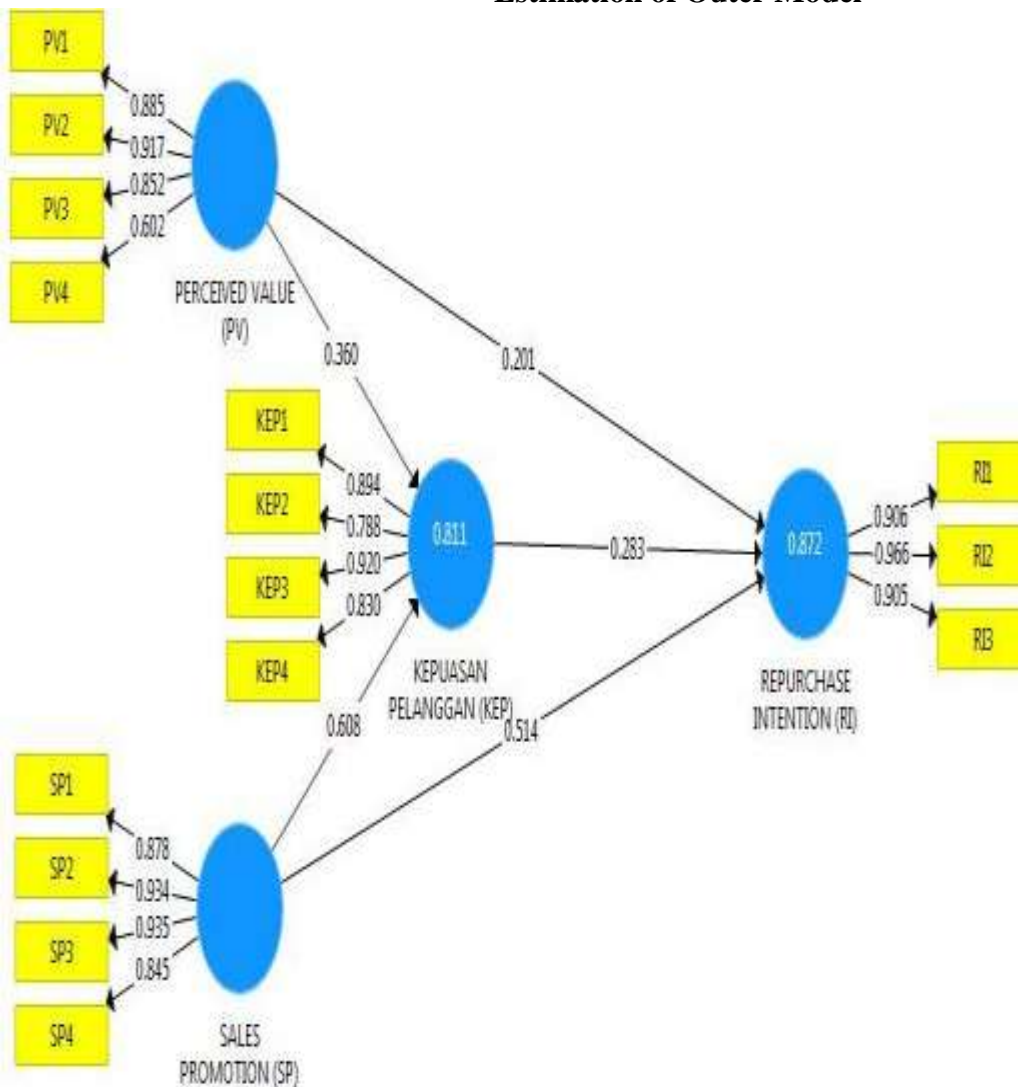 Estimation of Outer Model
PV1
PV2
PV3
PV4
0.885
0.917
0.852
0.602
PERCEIVED VALUE
(PV)
0.360
0.201
KEP1
KEP2
KEP3
KEP4
0.894
0.788
0.920
0.830
0.811
KEPUASAN
PELANGGAN (KEP)
0.283
0.872
REPURCHASE
INTENTION (RI)
0.906
0.966
0.905
RI1
RI2
RI3
0.608
0.514
SP1
SP2
SP3
SP4
0.878
0.934
0.935
0.845
SALES
PROMOTION (SP)